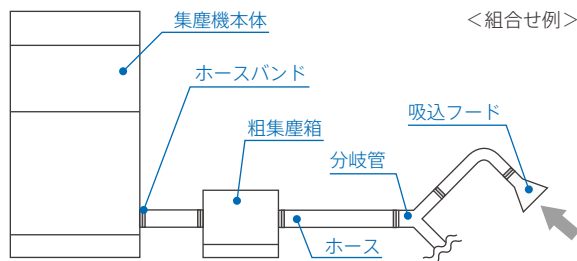 集塵機本体
＜組合せ例＞
ホースバンド
吸込フード
粗集塵箱
分岐管
ホース